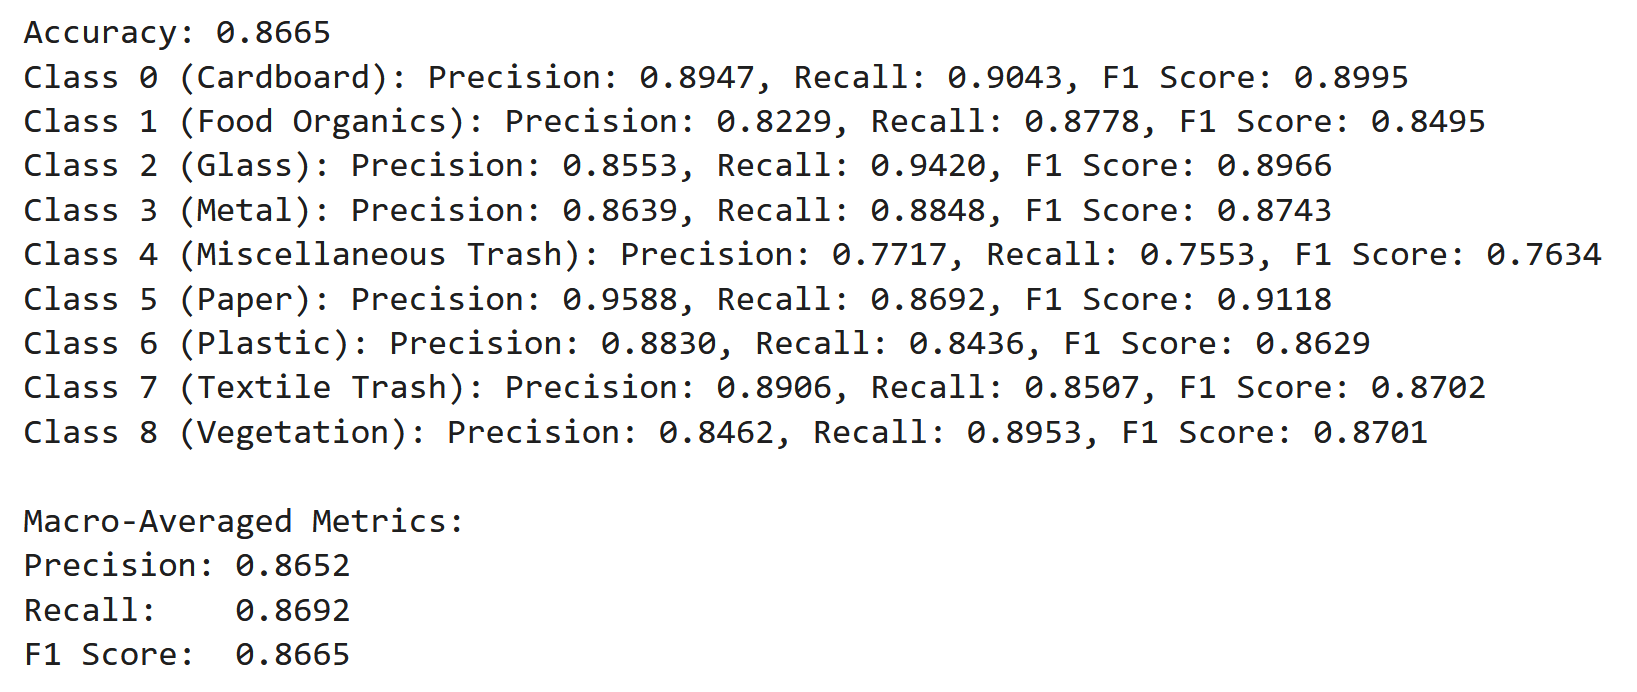 Accuracy: 0.8665
Class 0 (Cardboard): Precision: 0.8947, Recall: 0.9043, F1 Score: 0.8995
Class 1 (Food Organics): Precision: 0.8229, Recall: 0.8778, F1 Score: 0.8495
Class 2 (Glass): Precision: 0.8553, Recall: 0.9420, F1 Score: 0.8966
Class 3 (Metal): Precision: 0.8639, Recall: 0.8848, F1 Score: 0.8743
Class 4 (Miscellaneous Trash): Precision: 0.7717, Recall: 0.7553, F1 Score: 0.7634
Class 5 (Paper): Precision: 0.9588, Recall: 0.8692, F1 Score: 0.9118
Class 6 (Plastic): Precision: 0.8830, Recall: 0.8436, F1 Score: 0.8629
Class 7 (Textile Trash): Precision: 0.8906, Recall: 0.8507, F1 Score: 0.8702
Class 8 (Vegetation): Precision: 0.8462, Recall: 0.8953, F1 Score: 0.8701
Macro-Averaged Metrics:
Precision: 0.8652
Recall:    0.8692
F1 Score:  0.8665